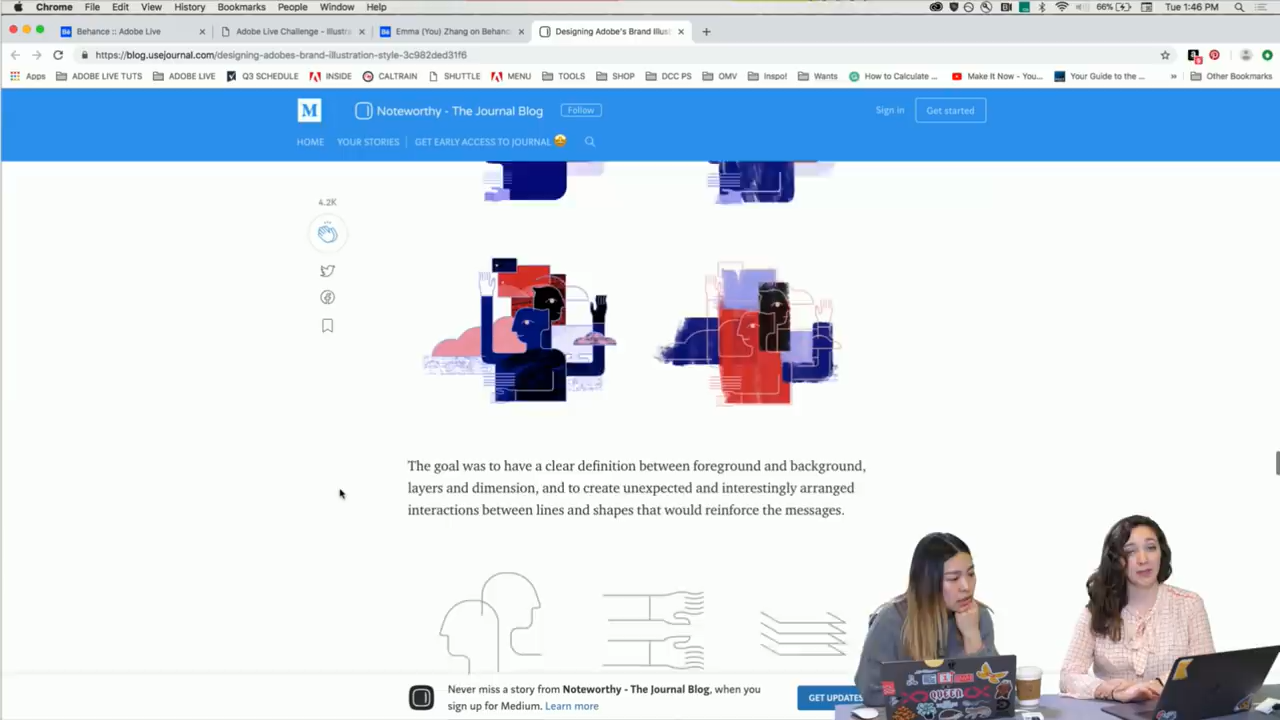 Chrome File Edit View History Bookmarks People Window Help 66% Tue 1:46 PM
Behance :: Adobe Live
Adobe Live Challenge - Illustra
Emma (You) Zhang on Behanc
Designing Adobe's Brand Illust
https://blog.usejournal.com/designing-adobes-brand-illustration-style-3c982ded31f6
Apps ADOBE LIVE TUTS ADOBE LIVE Q3 SCHEDULE INSIDE CALTRAIN SHUTTLE MENU TOOLS SHOP DCC PS OMV Inspo! Wants How to Calculate ... Make It Now - You... Your Guide to the ... » Other Bookmarks
M Noteworthy - The Journal Blog Follow Sign in Get started
HOME YOUR STORIES GET EARLY ACCESS TO JOURNAL 🤩
4.2K
The goal was to have a clear definition between foreground and background,
layers and dimension, and to create unexpected and interestingly arranged
interactions between lines and shapes that would reinforce the messages.
Never miss a story from Noteworthy - The Journal Blog, when you
sign up for Medium. Learn more
GET UPDATES
QUEEN